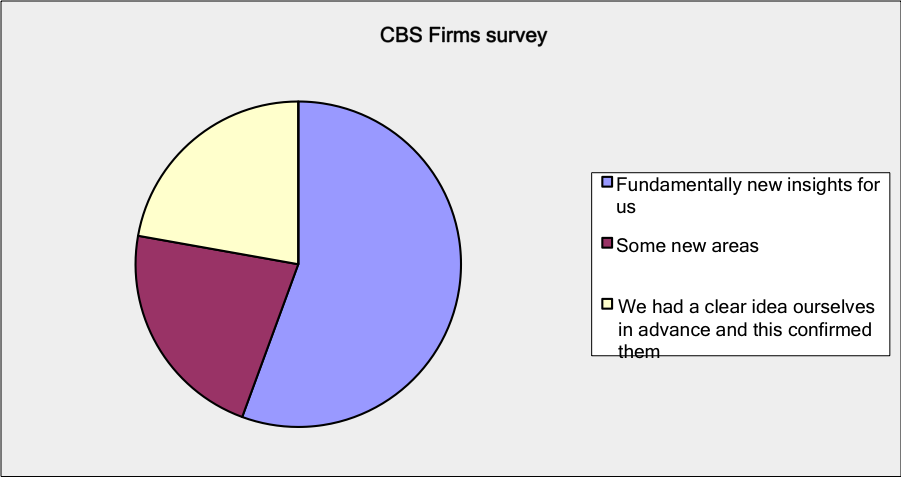 CBS Firms survey
Fundamentally new insights for
us
Some new areas
We had a clear idea ourselves
in advance and this confirmed
them